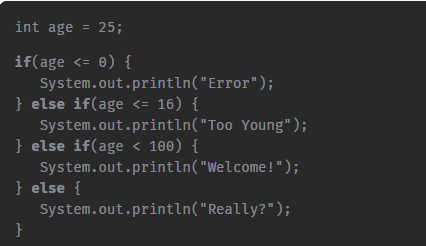 int age = 25;
if(age <= 0) {
   System.out.println("Error");
} else if(age <= 16) {
   System.out.println("Too Young");
} else if(age < 100) {
   System.out.println("Welcome!");
} else {
   System.out.println("Really?");
}